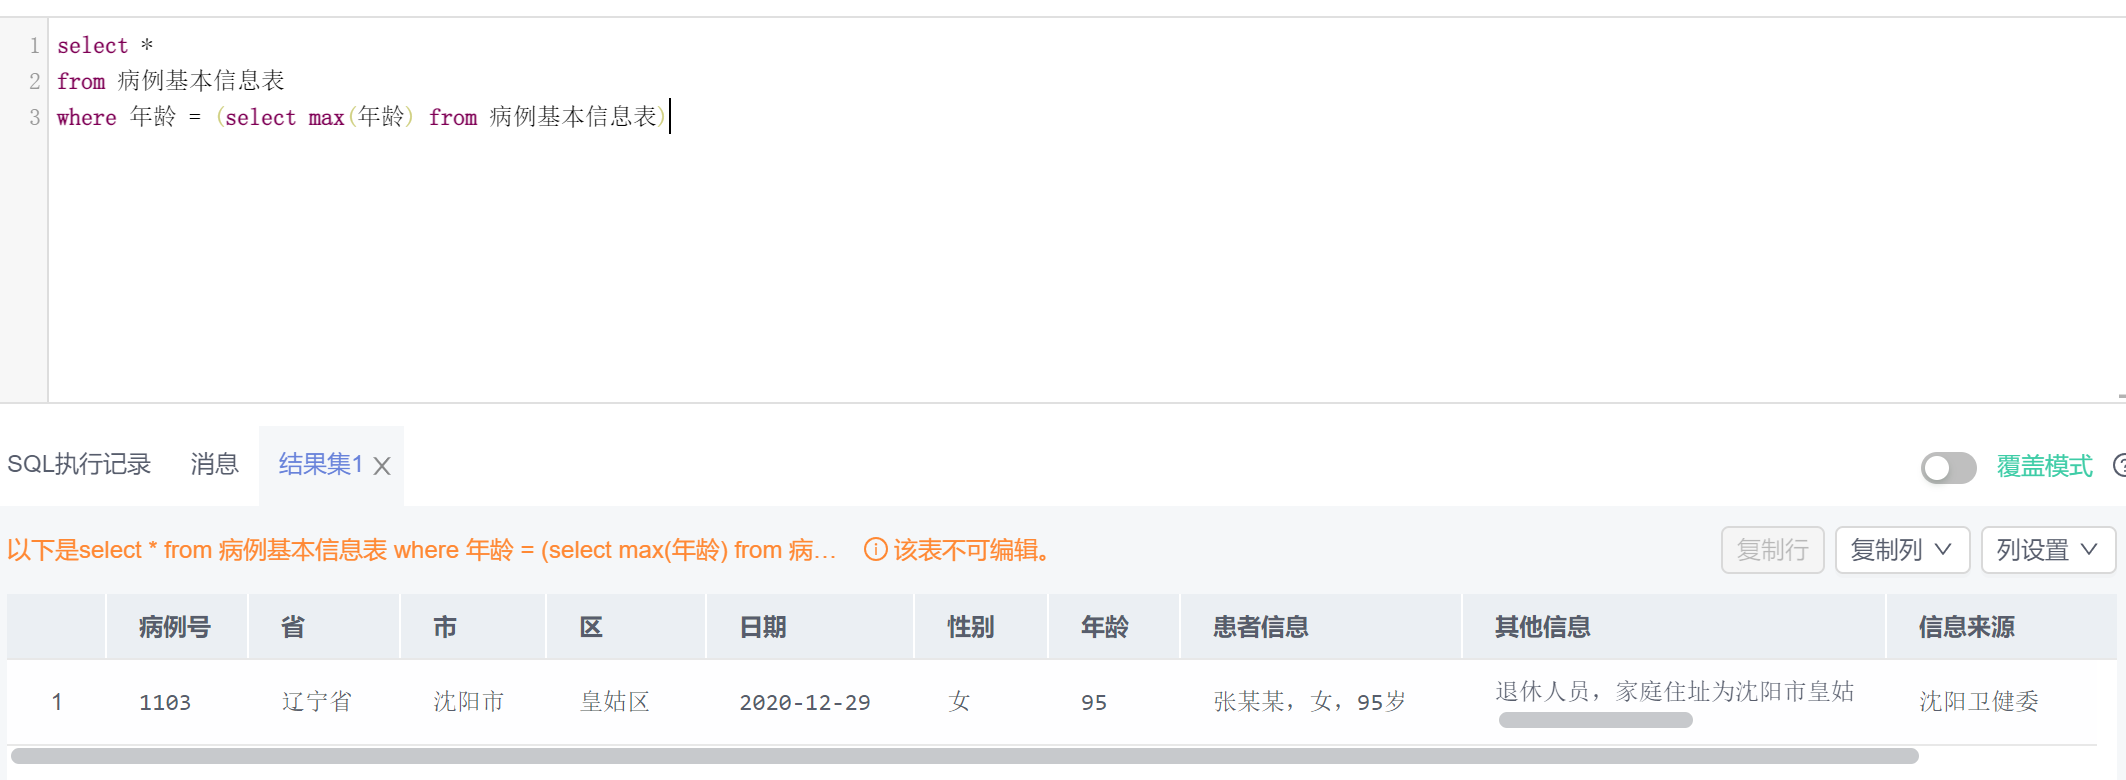 1 select *
2 from 病例基本信息表
3 where 年龄 = (select max(年龄) from 病例基本信息表)
SQL执行记录 消息 结果集1 X 覆盖模式
以下是select * from 病例基本信息表 where 年龄 = (select max(年龄) from 病… 该表不可编辑。 复制行 复制列 列设置
病例号 省 市 区 日期 性别 年龄 患者信息 其他信息 信息来源
1 1103 辽宁省 沈阳市 皇姑区 2020-12-29 女 95 张某某，女，95岁 退休人员，家庭住址为沈阳市皇姑 沈阳卫健委